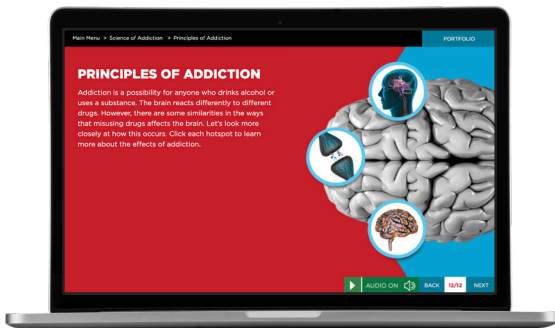 Main Menu > Science of Addiction > Principles of Addiction
PORTFOLIO
PRINCIPLES OF ADDICTION
Addiction is a possibility for anyone who drinks alcohol or
uses a substance. The brain reacts differently to different
drugs. However, there are some similarities in the ways
that misusing drugs affects the brain. Let's look more
closely at how this occurs. Click each hotspot to learn
more about the effects of addiction.
AUDIO ON BACK 12/12 NEXT